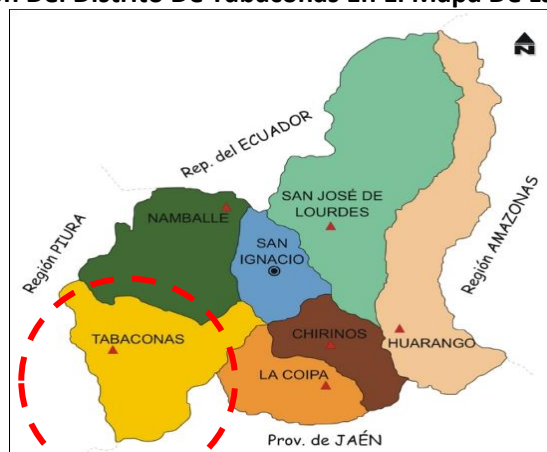 Del Distrito De Tabaconas En El Mapa De
Rep. del ECUADOR
SAN JOSÉ DE
LOURDES
NAMBALLE
Región PIURA
SAN
IGNACIO
Región AMAZONAS
TABACONAS
CHIRINOS
HUARANGO
LA COIPA
Prov. de JAÉN